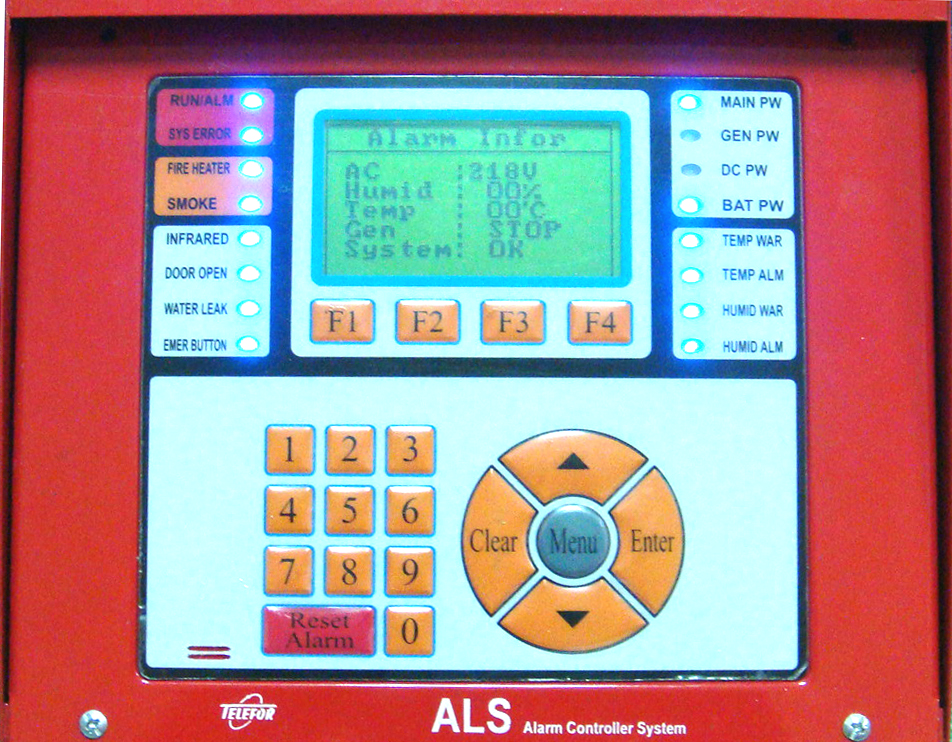 RUN/ALM
SYS ERROR
FIRE HEATER
SMOKE
INFRARED
DOOR OPEN
WATER LEAK
EMER BUTTON
Alarm Infor
AC :218V
Humid : 00%
Temp : 00'C
Gen : STOP
System: OK
F1 F2 F3 F4
MAIN PW
GEN PW
DC PW
BAT PW
TEMP WAR
TEMP ALM
HUMID WAR
HUMID ALM
1 2 3
4 5 6
7 8 9
Reset
Alarm
0
Clear Menu Enter
TELEFOR
ALS Alarm Controller System